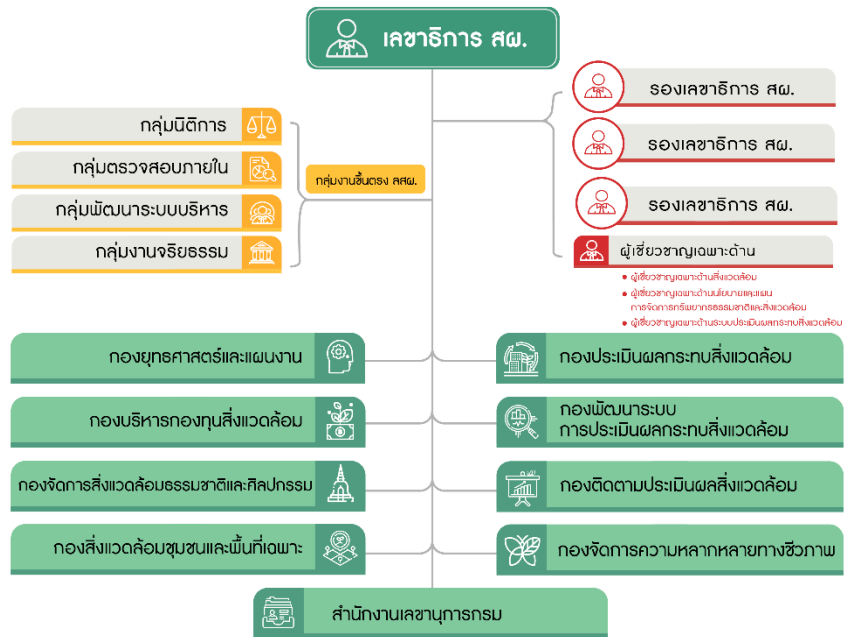 เลขาธิการ สผ.
กลุ่มนิติการ
กลุ่มตรวจสอบภายใน
กลุ่มพัฒนาระบบบริหาร
กลุ่มงานจริยธรรม
กลุ่มงานขึ้นตรง ลสผ.
รองเลขาธิการ สผ.
รองเลขาธิการ สผ.
รองเลขาธิการ สผ.
ผู้เชี่ยวชาญเฉพาะด้าน
• ผู้เชี่ยวชาญเฉพาะด้านสิ่งแวดล้อม
• ผู้เชี่ยวชาญเฉพาะด้านนโยบายและแผน
การจัดการทรัพยากรธรรมชาติและสิ่งแวดล้อม
• ผู้เชี่ยวชาญเฉพาะด้านระบบประเมินผลกระทบสิ่งแวดล้อม
กองยุทธศาสตร์และแผนงาน
กองบริหารกองทุนสิ่งแวดล้อม
กองจัดการสิ่งแวดล้อมธรรมชาติและศิลปกรรม
กองสิ่งแวดล้อมชุมชนและพื้นที่เฉพาะ
กองประเมินผลกระทบสิ่งแวดล้อม
กองพัฒนาระบบ
การประเมินผลกระทบสิ่งแวดล้อม
กองติดตามประเมินผลสิ่งแวดล้อม
กองจัดการความหลากหลายทางชีวภาพ
สำนักงานเลขานุการกรม